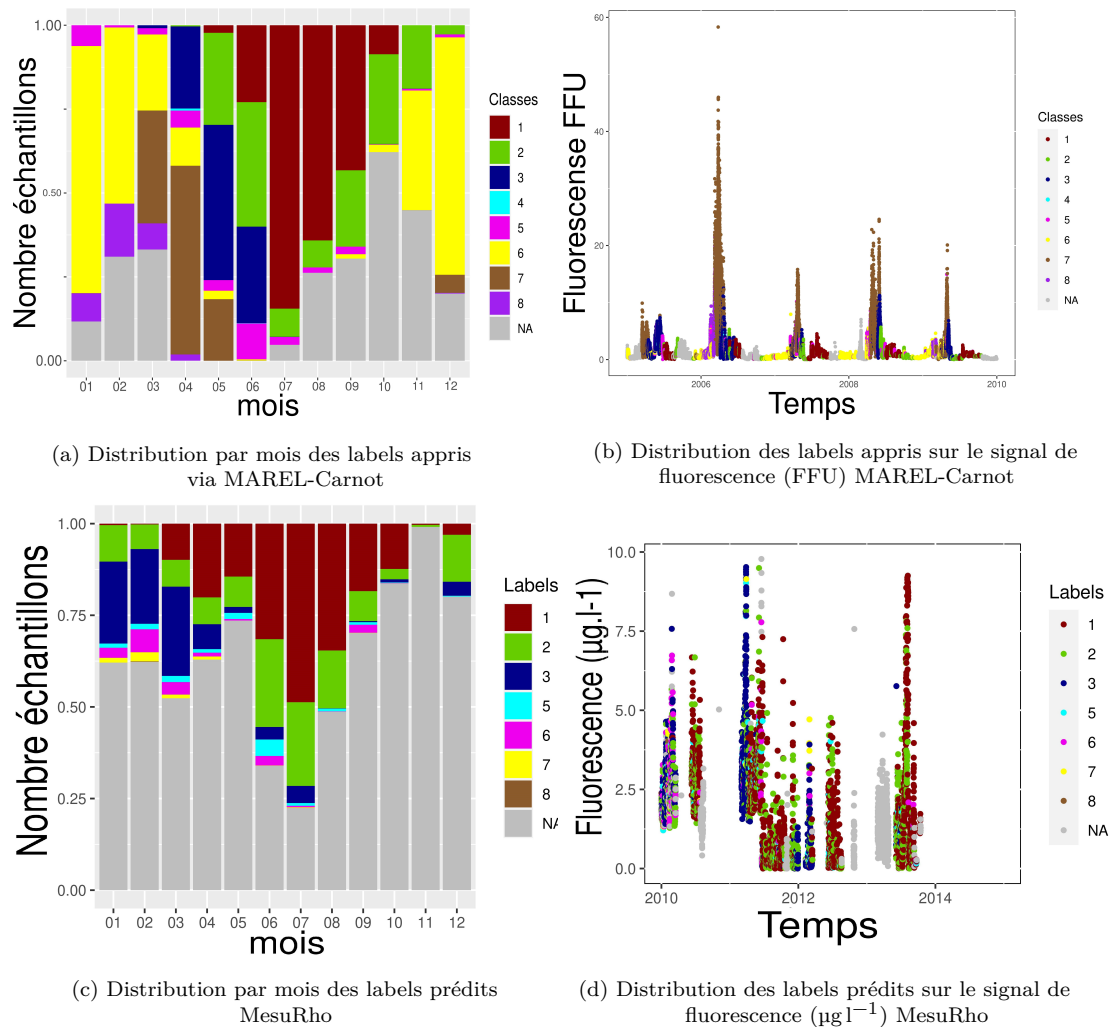 Nombre échantillons
1.00
0.50
0.00
01 02 03 04 05 06 07 08 09 10 11 12
mois
Classes
1
2
3
4
5
6
7
8
NA
(a) Distribution par mois des labels appris
via MAREL-Carnot
Fluorescense FFU
60
40
20
0
2006 2008 2010
Temps
Classes
1
2
3
4
5
6
7
8
NA
(b) Distribution des labels appris sur le signal de
fluorescence (FFU) MAREL-Carnot
Nombre échantillons
1.00
0.75
0.50
0.25
0.00
01 02 03 04 05 06 07 08 09 10 11 12
mois
Labels
1
2
3
5
6
7
8
NA
(c) Distribution par mois des labels prédits
MesuRho
Fluorescence (µg.l-1)
10.0
7.5
5.0
2.5
0.0
2010 2012 2014
Temps
Labels
1
2
3
5
6
7
8
NA
(d) Distribution des labels prédits sur le signal de
fluorescence (µg l−1) MesuRho